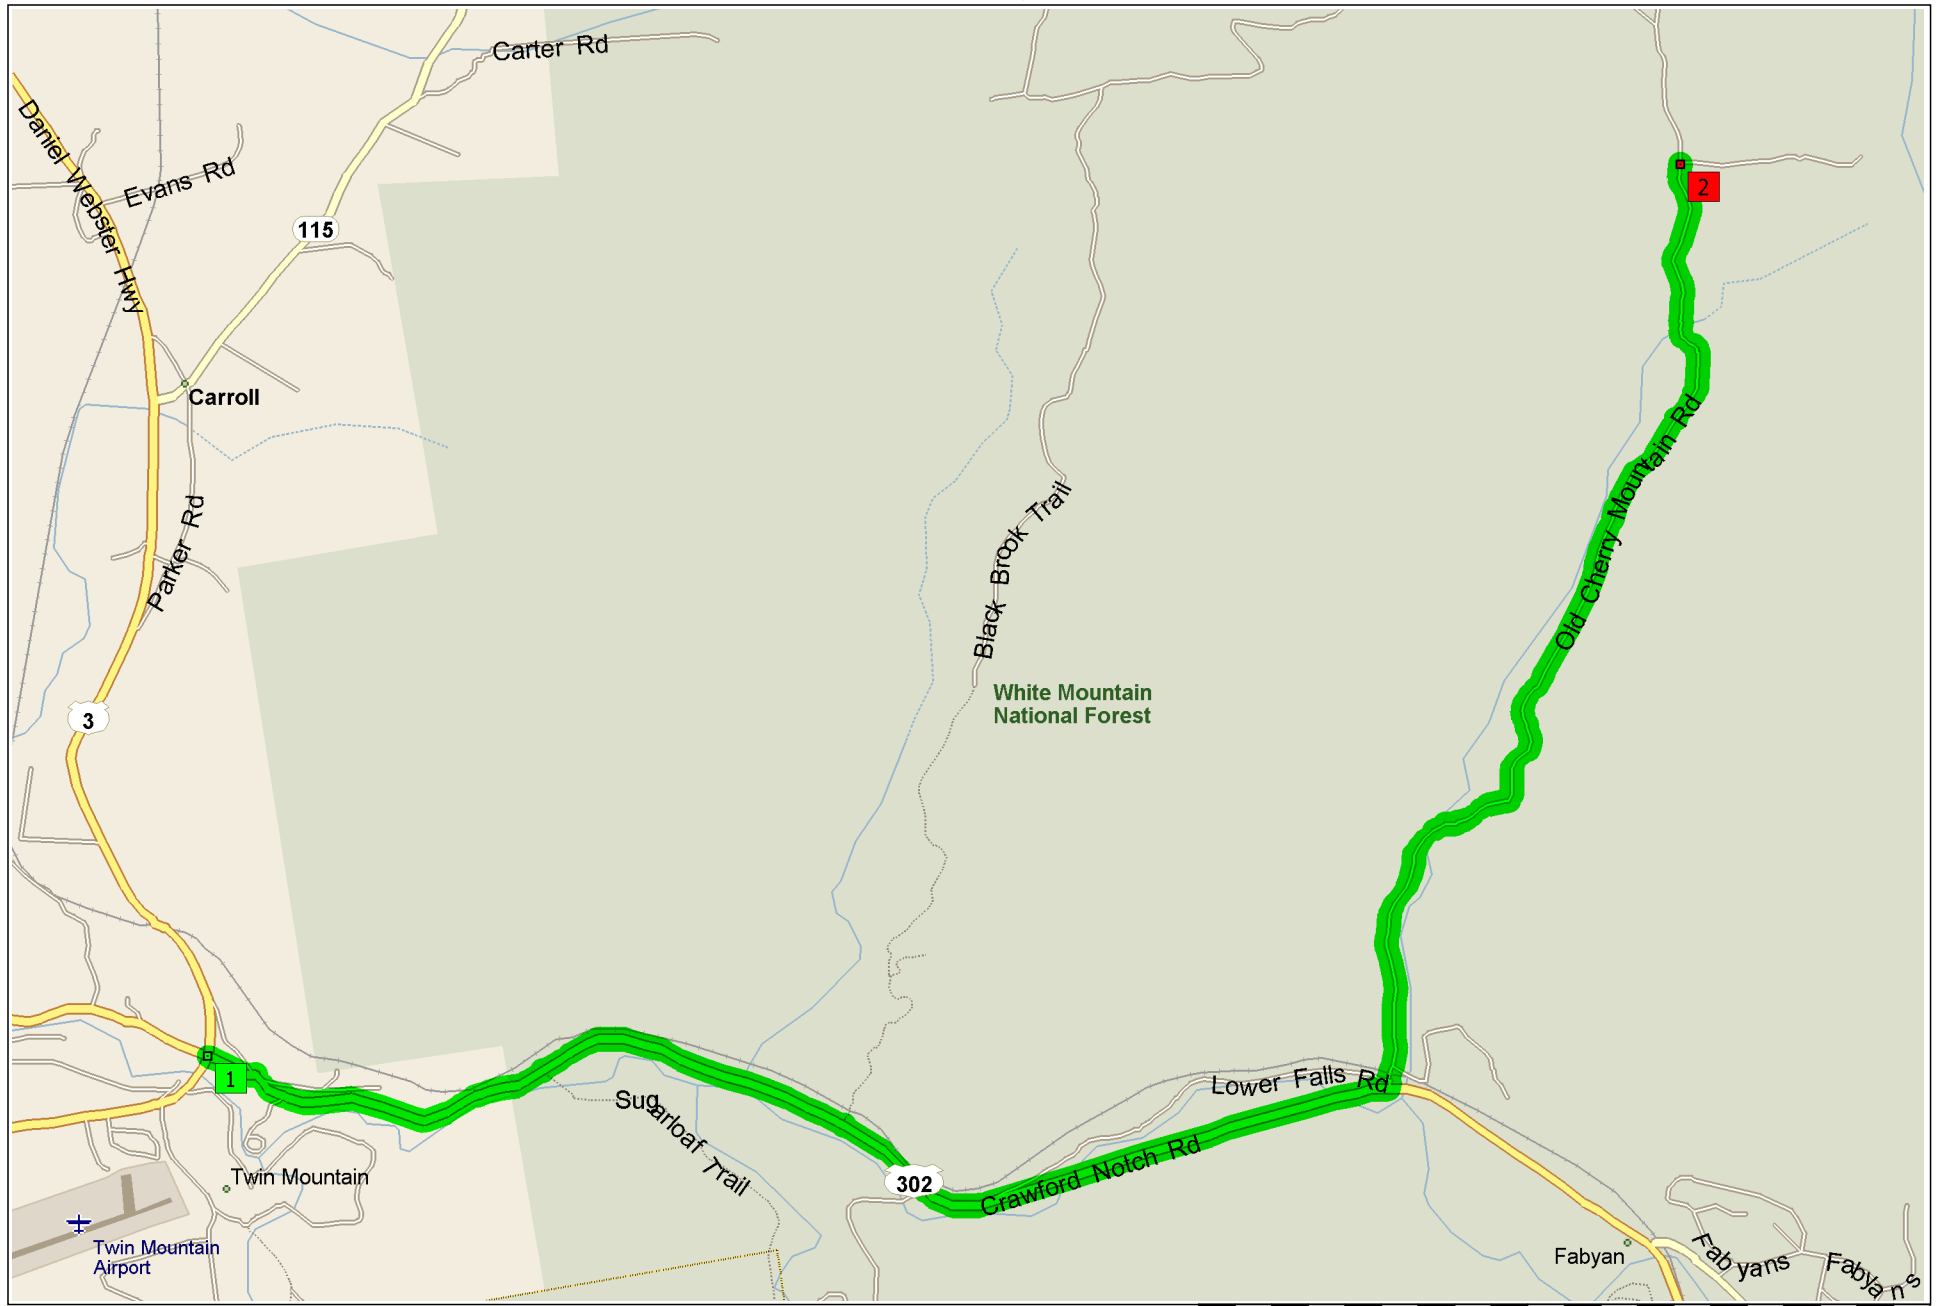 Carter Rd
Daniel Webster Hwy
Evans Rd
2
115
Carroll
Old Cherry Mountain Rd
Parker Rd
Black Brook Trail
White Mountain
National Forest
3
1
Lower Falls Rd
Sugarloaf Trail
Crawford Notch Rd
302
Twin Mountain
Twin Mountain
Airport
Fabyan
Fabyans
Fabyans